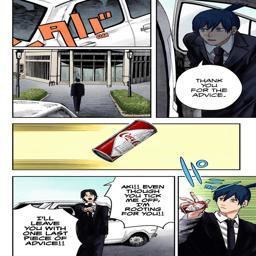 THANK
YOU
FOR THE
ADVICE.
AKI!! EVEN
THOUGH
YOU TICK
ME OFF,
I'M
ROOTING
FOR YOU!!
I'LL
LEAVE
YOU WITH
ONE LAST
PIECE OF
ADVICE!!